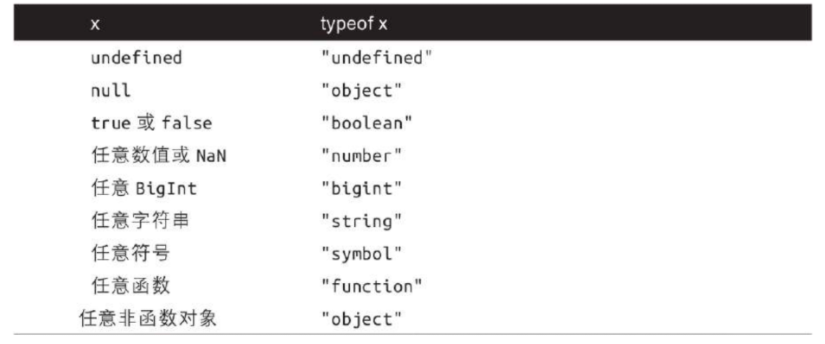 x typeof x
undefined "undefined"
null "object"
true 或 false "boolean"
任意数值或 NaN "number"
任意 BigInt "bigint"
任意字符串 "string"
任意符号 "symbol"
任意函数 "function"
任意非函数对象 "object"